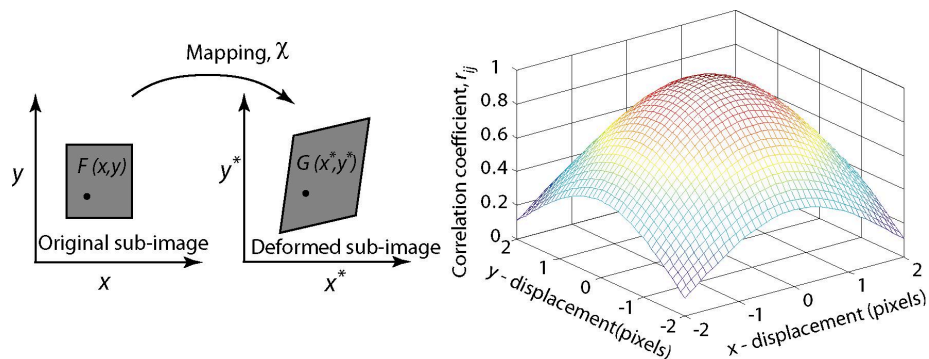 Mapping, χ
y
F (x,y)
Original sub-image
x
y*
G (x*,y*)
Deformed sub-image
x*
Correlation coefficient, r_ij
1
0.8
0.6
0.4
0.2
0
2
1
0
-1
-2
y - displacement(pixels)
-2
-1
0
1
2
x - displacement (pixels)